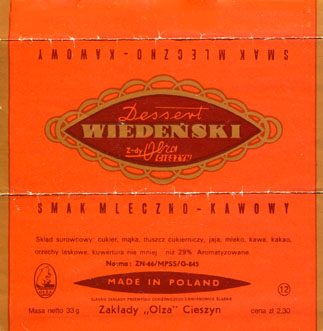 SMAK MLECZNO - KAWOWY
Dessert
WIEDEŃSKI
Z-dy Olza
CIESZYN
SMAK MLECZNO - KAWOWY
Skład surowcowy: cukier, mąka, tłuszcz cukierniczy, jaja, mleko, kawa, kakao,
orzechy laskowe, kuwertura nie mniej niż 29% Aromatyzowane.
Norma: ZN-66/MPSS/G-845
MADE IN POLAND
12
Masa netto 33 g
Zakłady „Olza" Cieszyn
cena zł 2,30